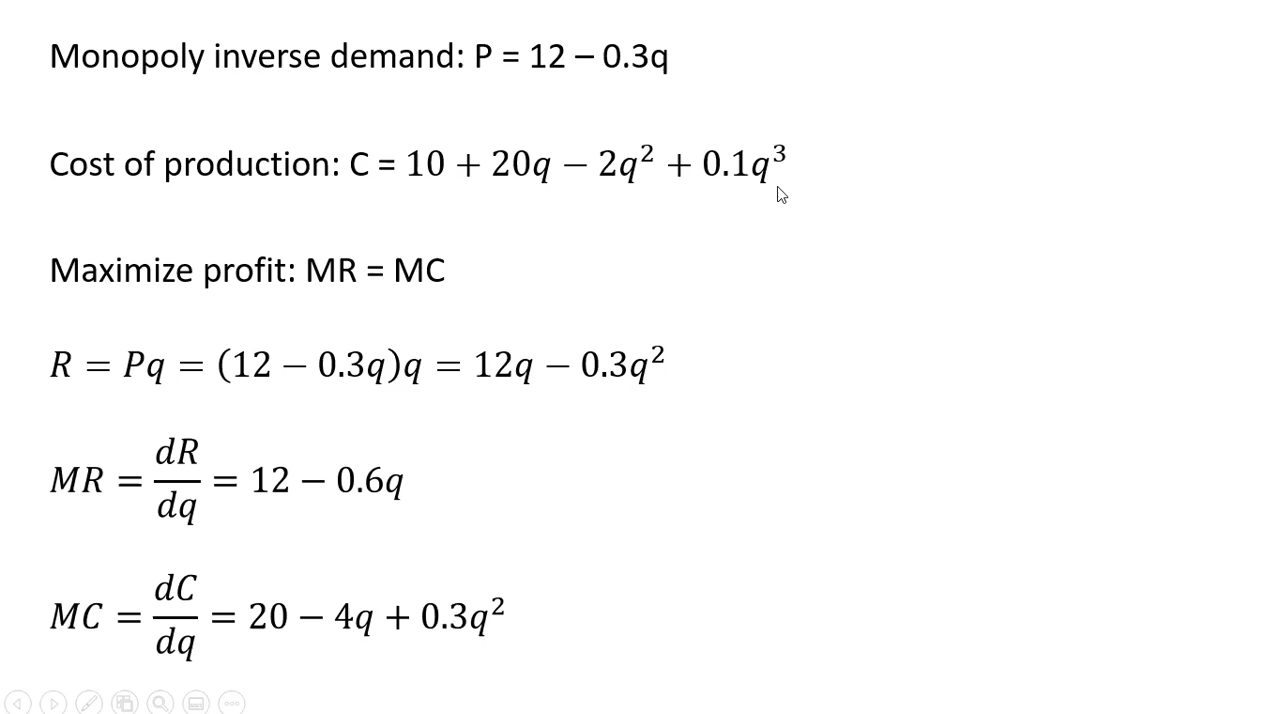 Monopoly inverse demand: P = 12 – 0.3q
Cost of production: C = 10 + 20q − 2q² + 0.1q³
Maximize profit: MR = MC
R = Pq = (12 − 0.3q)q = 12q − 0.3q²
MR = dR/dq = 12 − 0.6q
MC = dC/dq = 20 − 4q + 0.3q²